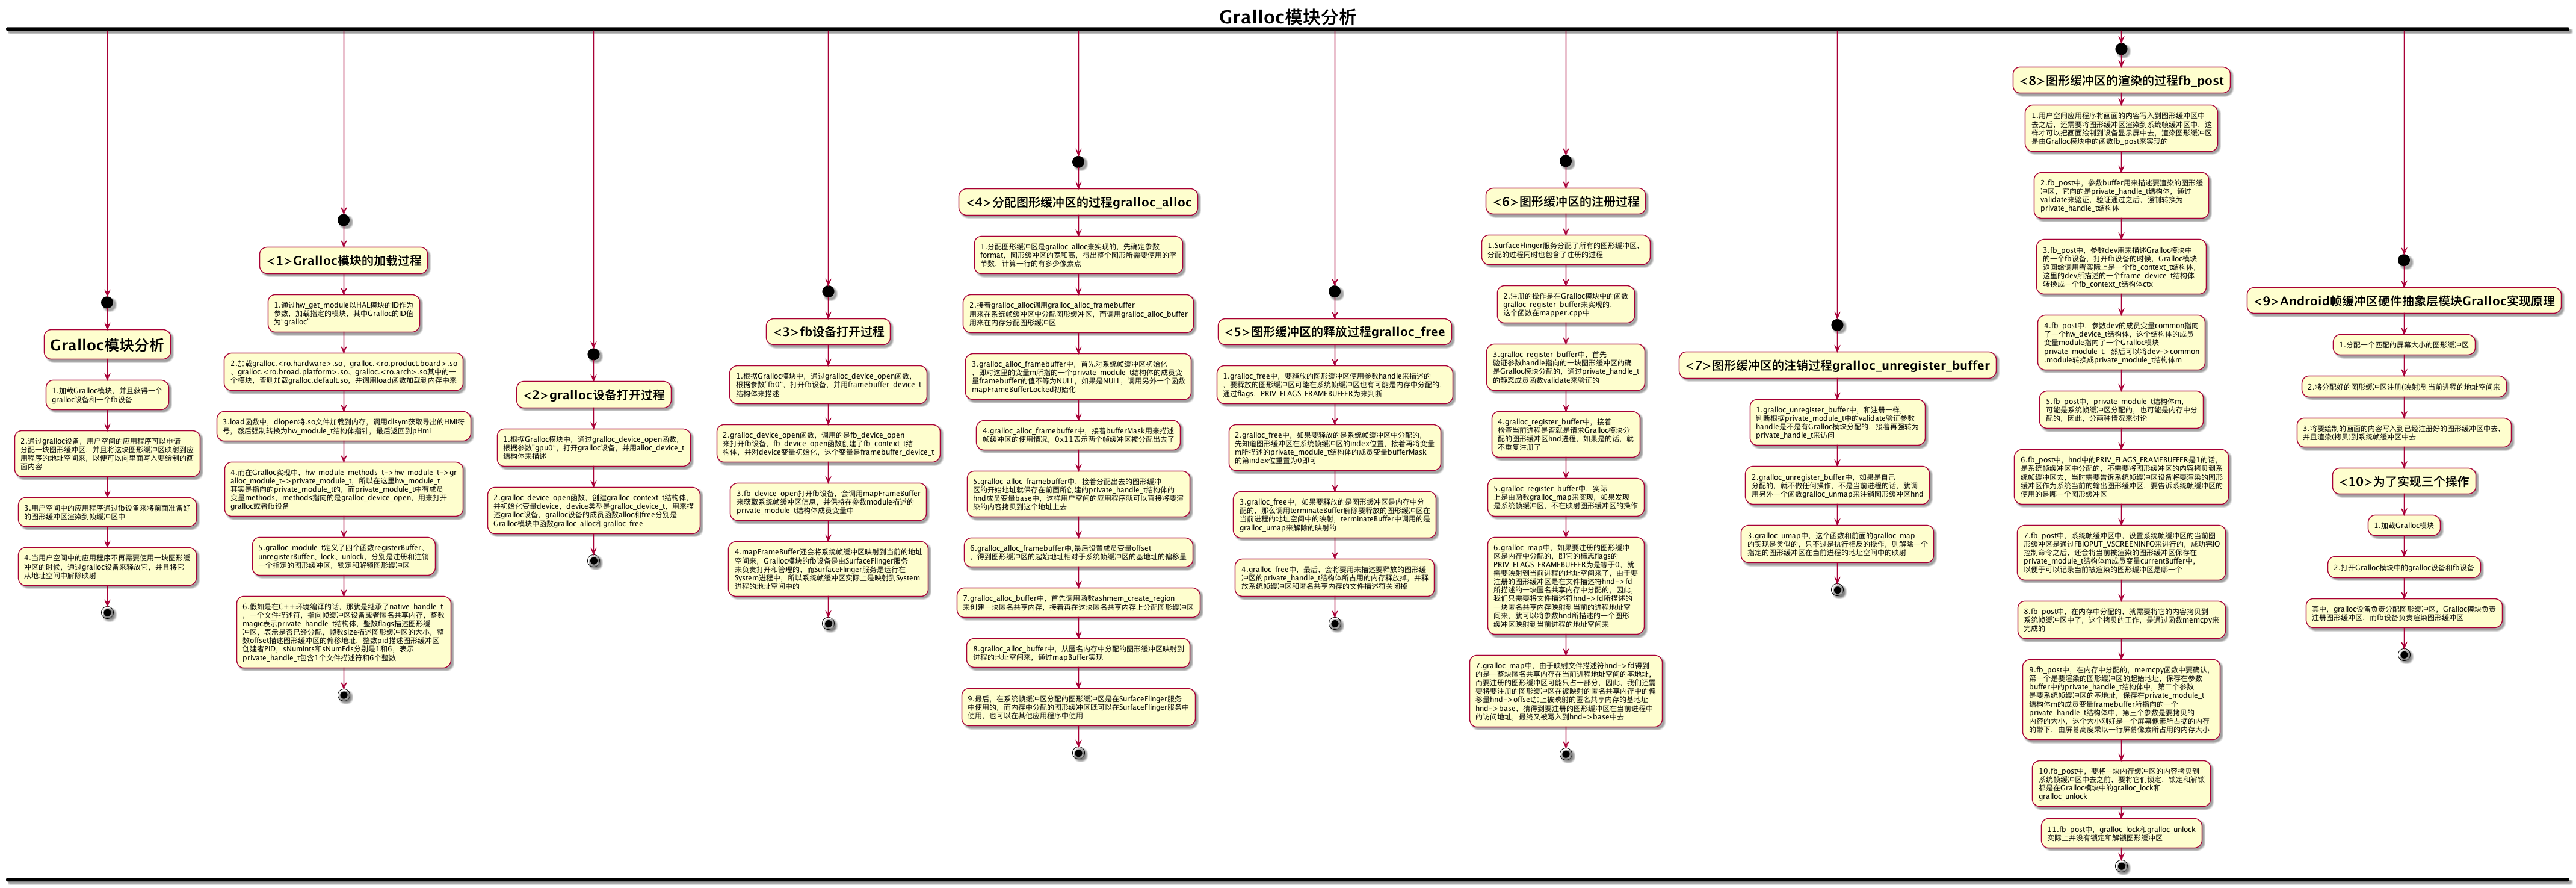 Gralloc模块分析
Gralloc模块分析
1.加载Gralloc模块，并且获得一个
gralloc设备和一个fb设备
2.通过gralloc设备，用户空间的应用程序可以申请
分配一块图形缓冲区，并且将这块图形缓冲区映射到应
用程序的地址空间来，以便可以向里面写入要绘制的画
面内容
3.用户空间中的应用程序通过fb设备来将前面准备好
的图形缓冲区渲染到帧缓冲区中
4.当用户空间中的应用程序不再需要使用一块图形缓
冲区的时候，通过gralloc设备来释放它，并且将它
从地址空间中解除映射
<1>Gralloc模块的加载过程
1.通过hw_get_module以HAL模块的ID作为
参数，加载指定的模块，其中Gralloc的ID值
为“gralloc”
2.加载gralloc.<ro.hardware>.so、gralloc.<ro.product.board>.so
、gralloc.<ro.broad.platform>.so、gralloc.<ro.arch>.so其中的一
个模块，否则加载gralloc.default.so，并调用load函数加载到内存中来
3.load函数中，dlopen将.so文件加载到内存，调用dlsym获取导出的HMI符
号，然后强制转换为hw_module_t结构体指针，最后返回到pHmi
4.而在Gralloc实现中，hw_module_methods_t->hw_module_t->gr
alloc_module_t->private_module_t，所以在这里hw_module_t
其实是指向的private_module_t的，而private_module_t中有成员
变量methods，methods指向的是gralloc_device_open，用来打开
gralloc或者fb设备
5.gralloc_module_t定义了四个函数registerBuffer、
unregisterBuffer、lock、unlock，分别是注册和注销
一个指定的图形缓冲区，锁定和解锁图形缓冲区
6.假如是在C++环境编译的话，那就是继承了native_handle_t
，一个文件描述符，指向帧缓冲区设备或者匿名共享内存，整数
magic表示private_handle_t结构体，整数flags描述图形缓
冲区，表示是否已经分配，帧数size描述图形缓冲区的大小，整
数offset描述图形缓冲区的偏移地址，整数pid描述图形缓冲区
创建者PID，sNumInts和sNumFds分别是1和6，表示
private_handle_t包含1个文件描述符和6个整数
<2>gralloc设备打开过程
1.根据Gralloc模块中，通过gralloc_device_open函数，
根据参数“gpu0”，打开gralloc设备，并用alloc_device_t
结构体来描述
2.gralloc_device_open函数，创建gralloc_context_t结构体，
并初始化变量device，device类型是gralloc_device_t，用来描
述gralloc设备，gralloc设备的成员函数alloc和free分别是
Gralloc模块中函数gralloc_alloc和gralloc_free
<3>fb设备打开过程
1.根据Gralloc模块中，通过gralloc_device_open函数，
根据参数“fb0”，打开fb设备，并用framebuffer_device_t
结构体来描述
2.gralloc_device_open函数，调用的是fb_device_open
来打开fb设备，fb_device_open函数创建了fb_context_t结
构体，并对device变量初始化，这个变量是framebuffer_device_t
3.fb_device_open打开fb设备，会调用mapFrameBuffer
来获取系统帧缓冲区信息，并保持在参数module描述的
private_module_t结构体成员变量中
4.mapFrameBuffer还会将系统帧缓冲区映射到当前的地址
空间来，Gralloc模块的fb设备是由SurfaceFlinger服务
来负责打开和管理的，而SurfaceFlinger服务是运行在
System进程中，所以系统帧缓冲区实际上是映射到System
进程的地址空间中的
<4>分配图形缓冲区的过程gralloc_alloc
1.分配图形缓冲区是gralloc_alloc来实现的，先确定参数
format，图形缓冲区的宽和高，得出整个图形所需要使用的字
节数，计算一行的有多少像素点
2.接着gralloc_alloc调用gralloc_alloc_framebuffer
用来在系统帧缓冲区中分配图形缓冲区，而调用gralloc_alloc_buffer
用来在内存分配图形缓冲区
3.gralloc_alloc_framebuffer中，首先对系统帧缓冲区初始化
，即对这里的变量m所指的一个private_module_t结构体的成员变
量framebuffer的值不等为NULL，如果是NULL，调用另外一个函数
mapFrameBufferLocked初始化
4.gralloc_alloc_framebuffer中，接着bufferMask用来描述
帧缓冲区的使用情况，0x11表示两个帧缓冲区被分配出去了
5.gralloc_alloc_framebuffer中，接着分配出去的图形缓冲
区的开始地址就保存在前面所创建的private_handle_t结构体的
hnd成员变量base中，这样用户空间的应用程序就可以直接将要渲
染的内容拷贝到这个地址上去
6.gralloc_alloc_framebuffer中,最后设置成员变量offset
，得到图形缓冲区的起始地址相对于系统帧缓冲区的基地址的偏移量
7.gralloc_alloc_buffer中，首先调用函数ashmem_create_region
来创建一块匿名共享内存，接着再在这块匿名共享内存上分配图形缓冲区
8.gralloc_alloc_buffer中，从匿名内存中分配的图形缓冲区映射到
进程的地址空间来，通过mapBuffer实现
9.最后，在系统帧缓冲区分配的图形缓冲区是在SurfaceFlinger服务
中使用的，而内存中分配的图形缓冲区既可以在SurfaceFlinger服务中
使用，也可以在其他应用程序中使用
<5>图形缓冲区的释放过程gralloc_free
1.gralloc_free中，要释放的图形缓冲区使用参数handle来描述的
，要释放的图形缓冲区可能在系统帧缓冲区也有可能是内存中分配的，
通过flags，PRIV_FLAGS_FRAMEBUFFER为来判断
2.gralloc_free中，如果要释放的是系统帧缓冲区中分配的，
先知道图形缓冲区在系统帧缓冲区的index位置，接着再将变量
m所描述的private_module_t结构体的成员变量bufferMask
的第index位重置为0即可
3.gralloc_free中，如果要释放的是图形缓冲区是内存中分
配的，那么调用terminateBuffer解除要释放的图形缓冲区在
当前进程的地址空间中的映射，terminateBuffer中调用的是
gralloc_umap来解除的映射的
4.gralloc_free中，最后，会将要用来描述要释放的图形缓
冲区的private_handle_t结构体所占用的内存释放掉，并释
放系统帧缓冲区和匿名共享内存的文件描述符关闭掉
<6>图形缓冲区的注册过程
1.SurfaceFlinger服务分配了所有的图形缓冲区，
分配的过程同时也包含了注册的过程
2.注册的操作是在Gralloc模块中的函数
gralloc_register_buffer来实现的，
这个函数在mapper.cpp中
3.gralloc_register_buffer中，首先
验证参数handle指向的一块图形缓冲区的确
是Gralloc模块分配的，通过private_handle_t
的静态成员函数validate来验证的
4.gralloc_register_buffer中，接着
检查当前进程是否就是请求Gralloc模块分
配的图形缓冲区hnd进程，如果是的话，就
不重复注册了
5.gralloc_register_buffer中，实际
上是由函数gralloc_map来实现，如果发现
是系统帧缓冲区，不在映射图形缓冲区的操作
6.gralloc_map中，如果要注册的图形缓冲
区是内存中分配的，即它的标志flags的
PRIV_FLAGS_FRAMEBUFFER为是等于0，就
需要映射到当前进程的地址空间来了，由于要
注册的图形缓冲区是在文件描述符hnd->fd
所描述的一块匿名共享内存中分配的，因此，
我们只需要将文件描述符hnd->fd所描述的
一块匿名共享内存映射到当前的进程地址空
间来，就可以将参数hnd所描述的一个图形
缓冲区映射到当前进程的地址空间来
7.gralloc_map中，由于映射文件描述符hnd->fd得到
的是一整块匿名共享内存在当前进程地址空间的基地址，
而要注册的图形缓冲区可能只占一部分，因此，我们还需
要将要注册的图形缓冲区在被映射的匿名共享内存中的偏
移量hnd->offset加上被映射的匿名共享内存的基地址
hnd->base，猜得到要注册的图形缓冲区在当前进程中
的访问地址，最终又被写入到hnd->base中去
<7>图形缓冲区的注销过程gralloc_unregister_buffer
1.gralloc_unregister_buffer中，和注册一样，
判断根据private_module_t中的validate验证参数
handle是不是有Gralloc模块分配的，接着再强转为
private_handle_t来访问
2.gralloc_unregister_buffer中，如果是自己
分配的，就不做任何操作，不是当前进程的话，就调
用另外一个函数gralloc_unmap来注销图形缓冲区hnd
3.gralloc_umap中，这个函数和前面的gralloc_map
的实现是类似的，只不过是执行相反的操作，则解除一个
指定的图形缓冲区在当前进程的地址空间中的映射
<8>图形缓冲区的渲染的过程fb_post
1.用户空间应用程序将画面的内容写入到图形缓冲区中
去之后，还需要将图形缓冲区渲染到系统帧缓冲区中，这
样才可以把画面绘制到设备显示屏中去，渲染图形缓冲区
是由Gralloc模块中的函数fb_post来实现的
2.fb_post中，参数buffer用来描述要渲染的图形缓
冲区，它向的是private_handle_t结构体，通过
validate来验证，验证通过之后，强制转换为
private_handle_t结构体
3.fb_post中，参数dev用来描述Gralloc模块中
的一个fb设备，打开fb设备的时候，Gralloc模块
返回给调用者实际上是一个fb_context_t结构体，
这里的dev所描述的一个frame_device_t结构体
转换成一个fb_context_t结构体ctx
4.fb_post中，参数dev的成员变量common指向
了一个hw_device_t结构体，这个结构体的成员
变量module指向了一个Gralloc模块
private_module_t，然后可以将dev->common
.module转换成private_module_t结构体m
5.fb_post中，private_module_t结构体m，
可能是系统帧缓冲区分配的，也可能是内存中分
配的，因此，分两种情况来讨论
6.fb_post中，hnd中的PRIV_FLAGS_FRAMEBUFFER是1的话，
是系统帧缓冲区中分配的，不需要将图形缓冲区的内容拷贝到系
统帧缓冲区去，当时需要告诉系统帧缓冲区设备将要渲染的图形
缓冲区作为系统当前的输出图形缓冲区，要告诉系统帧缓冲区的
使用的是哪一个图形缓冲区
7.fb_post中，系统帧缓冲区中，设置系统帧缓冲区的当前图
形缓冲区是通过FBIOPUT_VSCREENINFO来进行的，成功完IO
控制命令之后，还会将当前被渲染的图形缓冲区保存在
private_module_t结构体m成员变量currentBuffer中，
以便于可以记录当前被渲染的图形缓冲区是哪一个
8.fb_post中，在内存中分配的，就需要将它的内容拷贝到
系统帧缓冲区中了，这个拷贝的工作，是通过函数memcpy来
完成的
9.fb_post中，在内存中分配的，memcpy函数中要确认，
第一个是要渲染的图形缓冲区的起始地址，保存在参数
buffer中的private_handle_t结构体中，第二个参数
是要系统帧缓冲区的基地址，保存在private_module_t
结构体m的成员变量framebuffer所指向的一个
private_handle_t结构体中，第三个参数是要拷贝的
内容的大小，这个大小刚好是一个屏幕像素所占据的内存
的带下，由屏幕高度乘以一行屏幕像素所占用的内存大小
10.fb_post中，要将一块内存缓冲区的内容拷贝到
系统帧缓冲区中去之前，要将它们锁定，锁定和解锁
都是在Gralloc模块中的gralloc_lock和
gralloc_unlock
11.fb_post中，gralloc_lock和gralloc_unlock
实际上并没有锁定和解锁图形缓冲区
<9>Android帧缓冲区硬件抽象层模块Gralloc实现原理
1.分配一个匹配的屏幕大小的图形缓冲区
2.将分配好的图形缓冲区注册(映射)到当前进程的地址空间来
3.将要绘制的画面的内容写入到已经注册好的图形缓冲区中去，
并且渲染(拷贝)到系统帧缓冲区中去
<10>为了实现三个操作
1.加载Gralloc模块
2.打开Gralloc模块中的gralloc设备和fb设备
其中，gralloc设备负责分配图形缓冲区，Gralloc模块负责
注册图形缓冲区，而fb设备负责渲染图形缓冲区